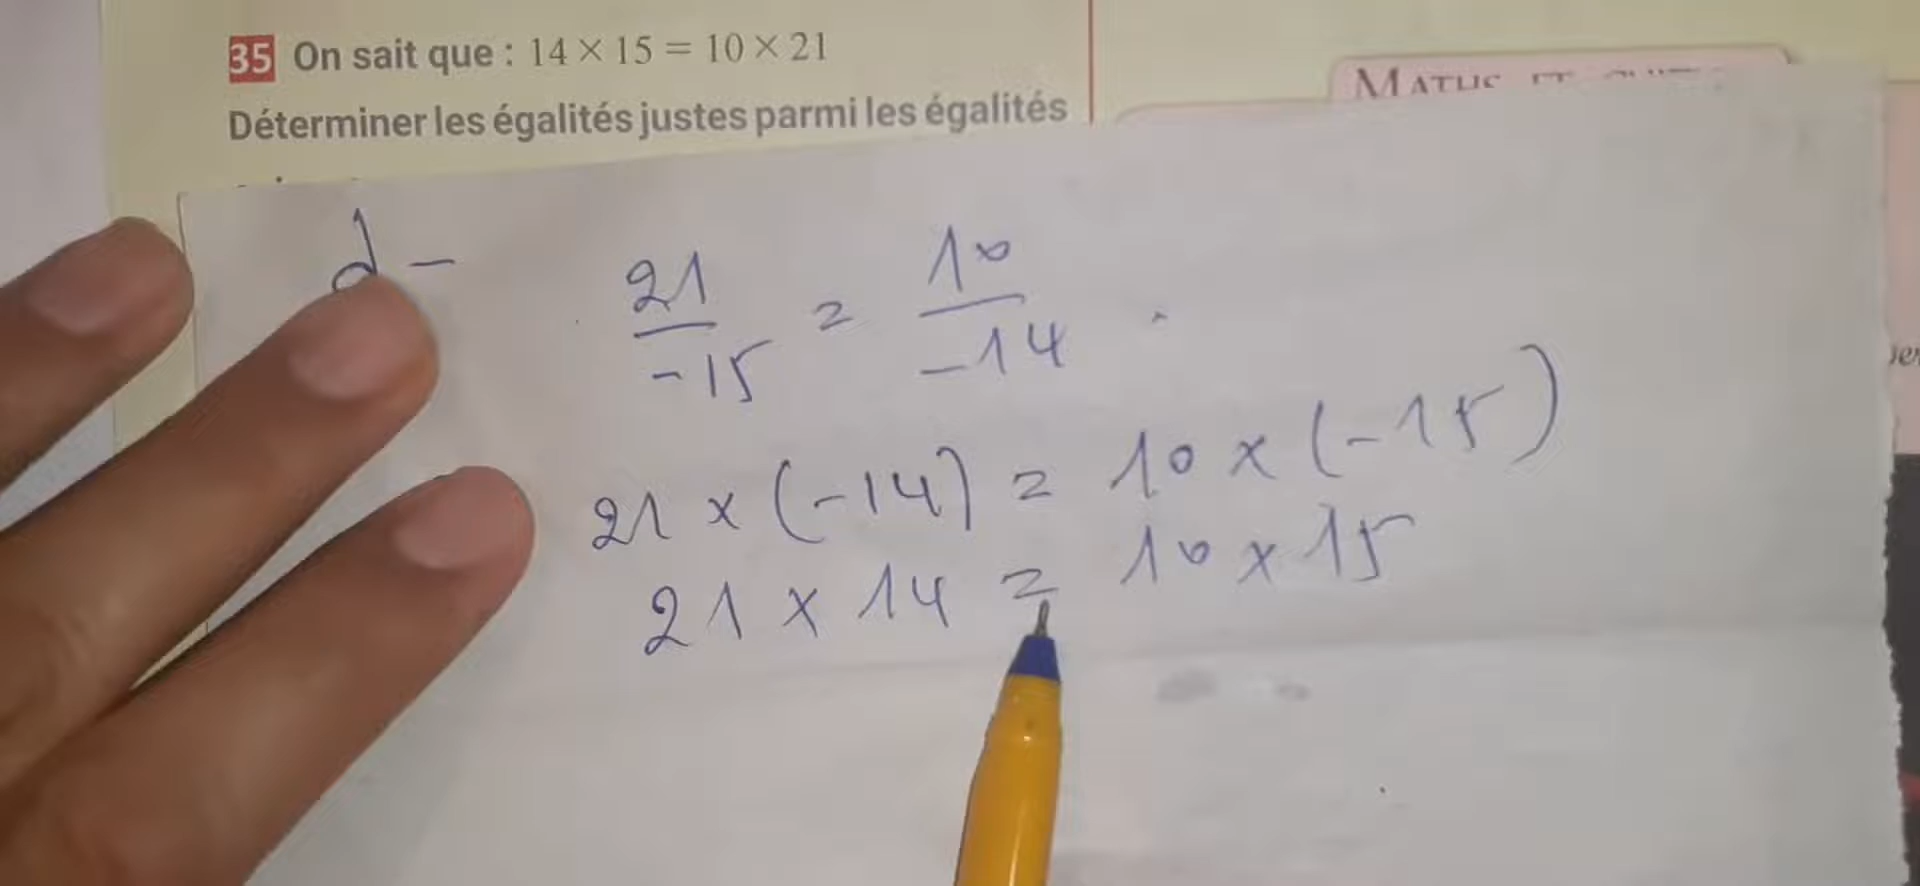 35 On sait que : 14 × 15 = 10 × 21
Déterminer les égalités justes parmi les égalités
MATHS ET
d -
21/-15 = 10/-14
21 × (-14) = 10 × (-15)
21 × 14 = 10 × 15